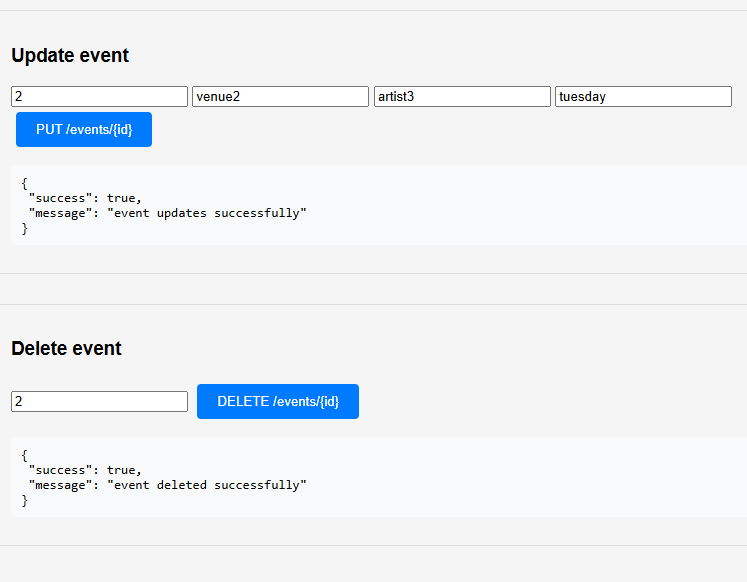 Update event
2 venue2 artist3 tuesday
PUT /events/{id}
{
"success": true,
"message": "event updates successfully"
}
Delete event
2 DELETE /events/{id}
{
"success": true,
"message": "event deleted successfully"
}